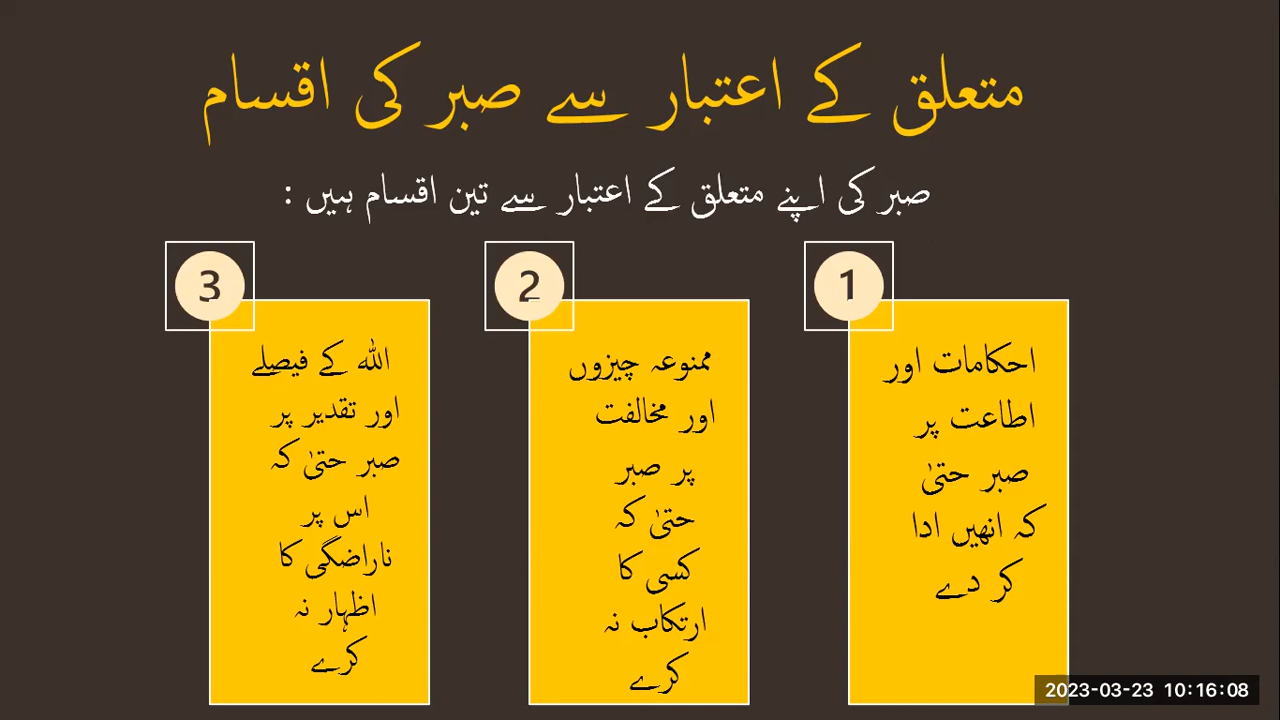 متعلق کے اعتبار سے صبر کی اقسام
صبر کی اپنے متعلق کے اعتبار سے تین اقسام ہیں :
1
احکامات اور
اطاعت پر
صبر حتیٰ
کہ انھیں ادا
کر دے
2
ممنوعہ چیزوں
اور مخالفت
پر صبر
حتیٰ کہ
کسی کا
ارتکاب نہ
کرے
3
اللہ کے فیصلے
اور تقدیر پر
صبر حتیٰ کہ
اس پر
ناراضگی کا
اظہار نہ
کرے
2023-03-23 10:16:08